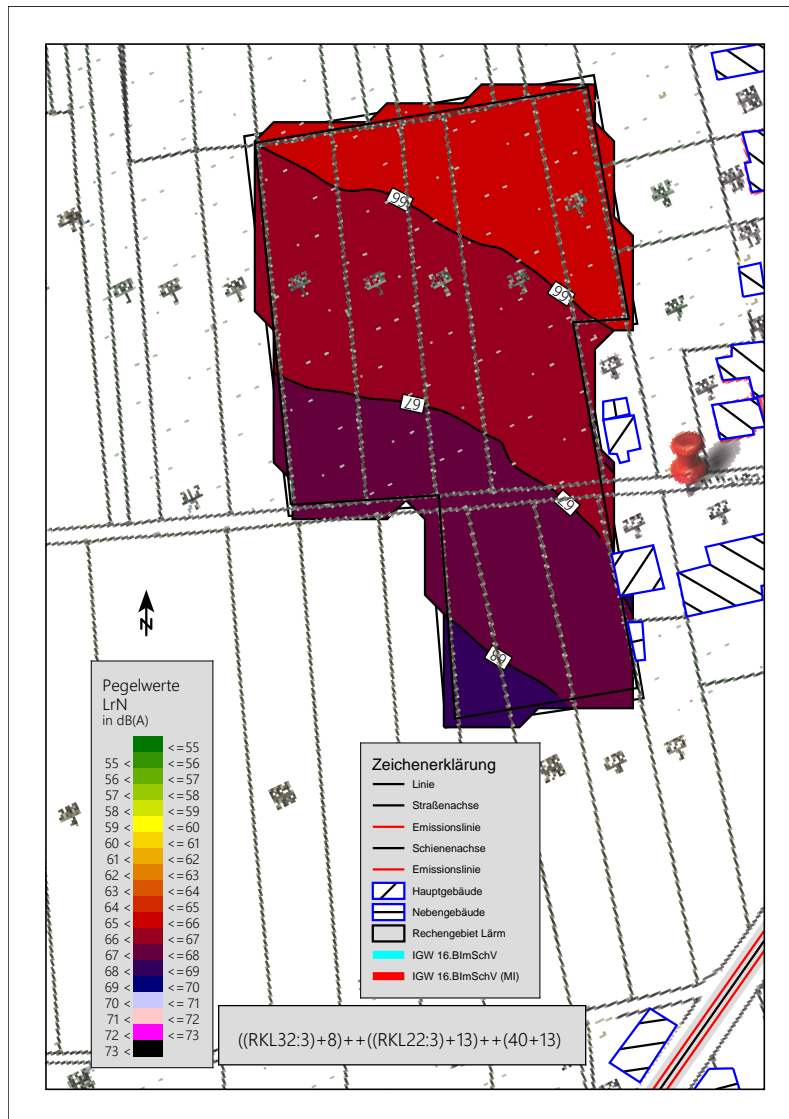 66
66
67
67
68
N
Pegelwerte
LrN
in dB(A)
<=55
55 < <=56
56 < <=57
57 < <=58
58 < <=59
59 < <=60
60 < <=61
61 < <=62
62 < <=63
63 < <=64
64 < <=65
65 < <=66
66 < <=67
67 < <=68
68 < <=69
69 < <=70
70 < <=71
71 < <=72
72 < <=73
73 <
Zeichenerklärung
Linie
Straßenachse
Emissionslinie
Schienenachse
Emissionslinie
Hauptgebäude
Nebengebäude
Rechengebiet Lärm
IGW 16.BImSchV
IGW 16.BImSchV (MI)
((RKL32:3)+8)++((RKL22:3)+13)++(40+13)